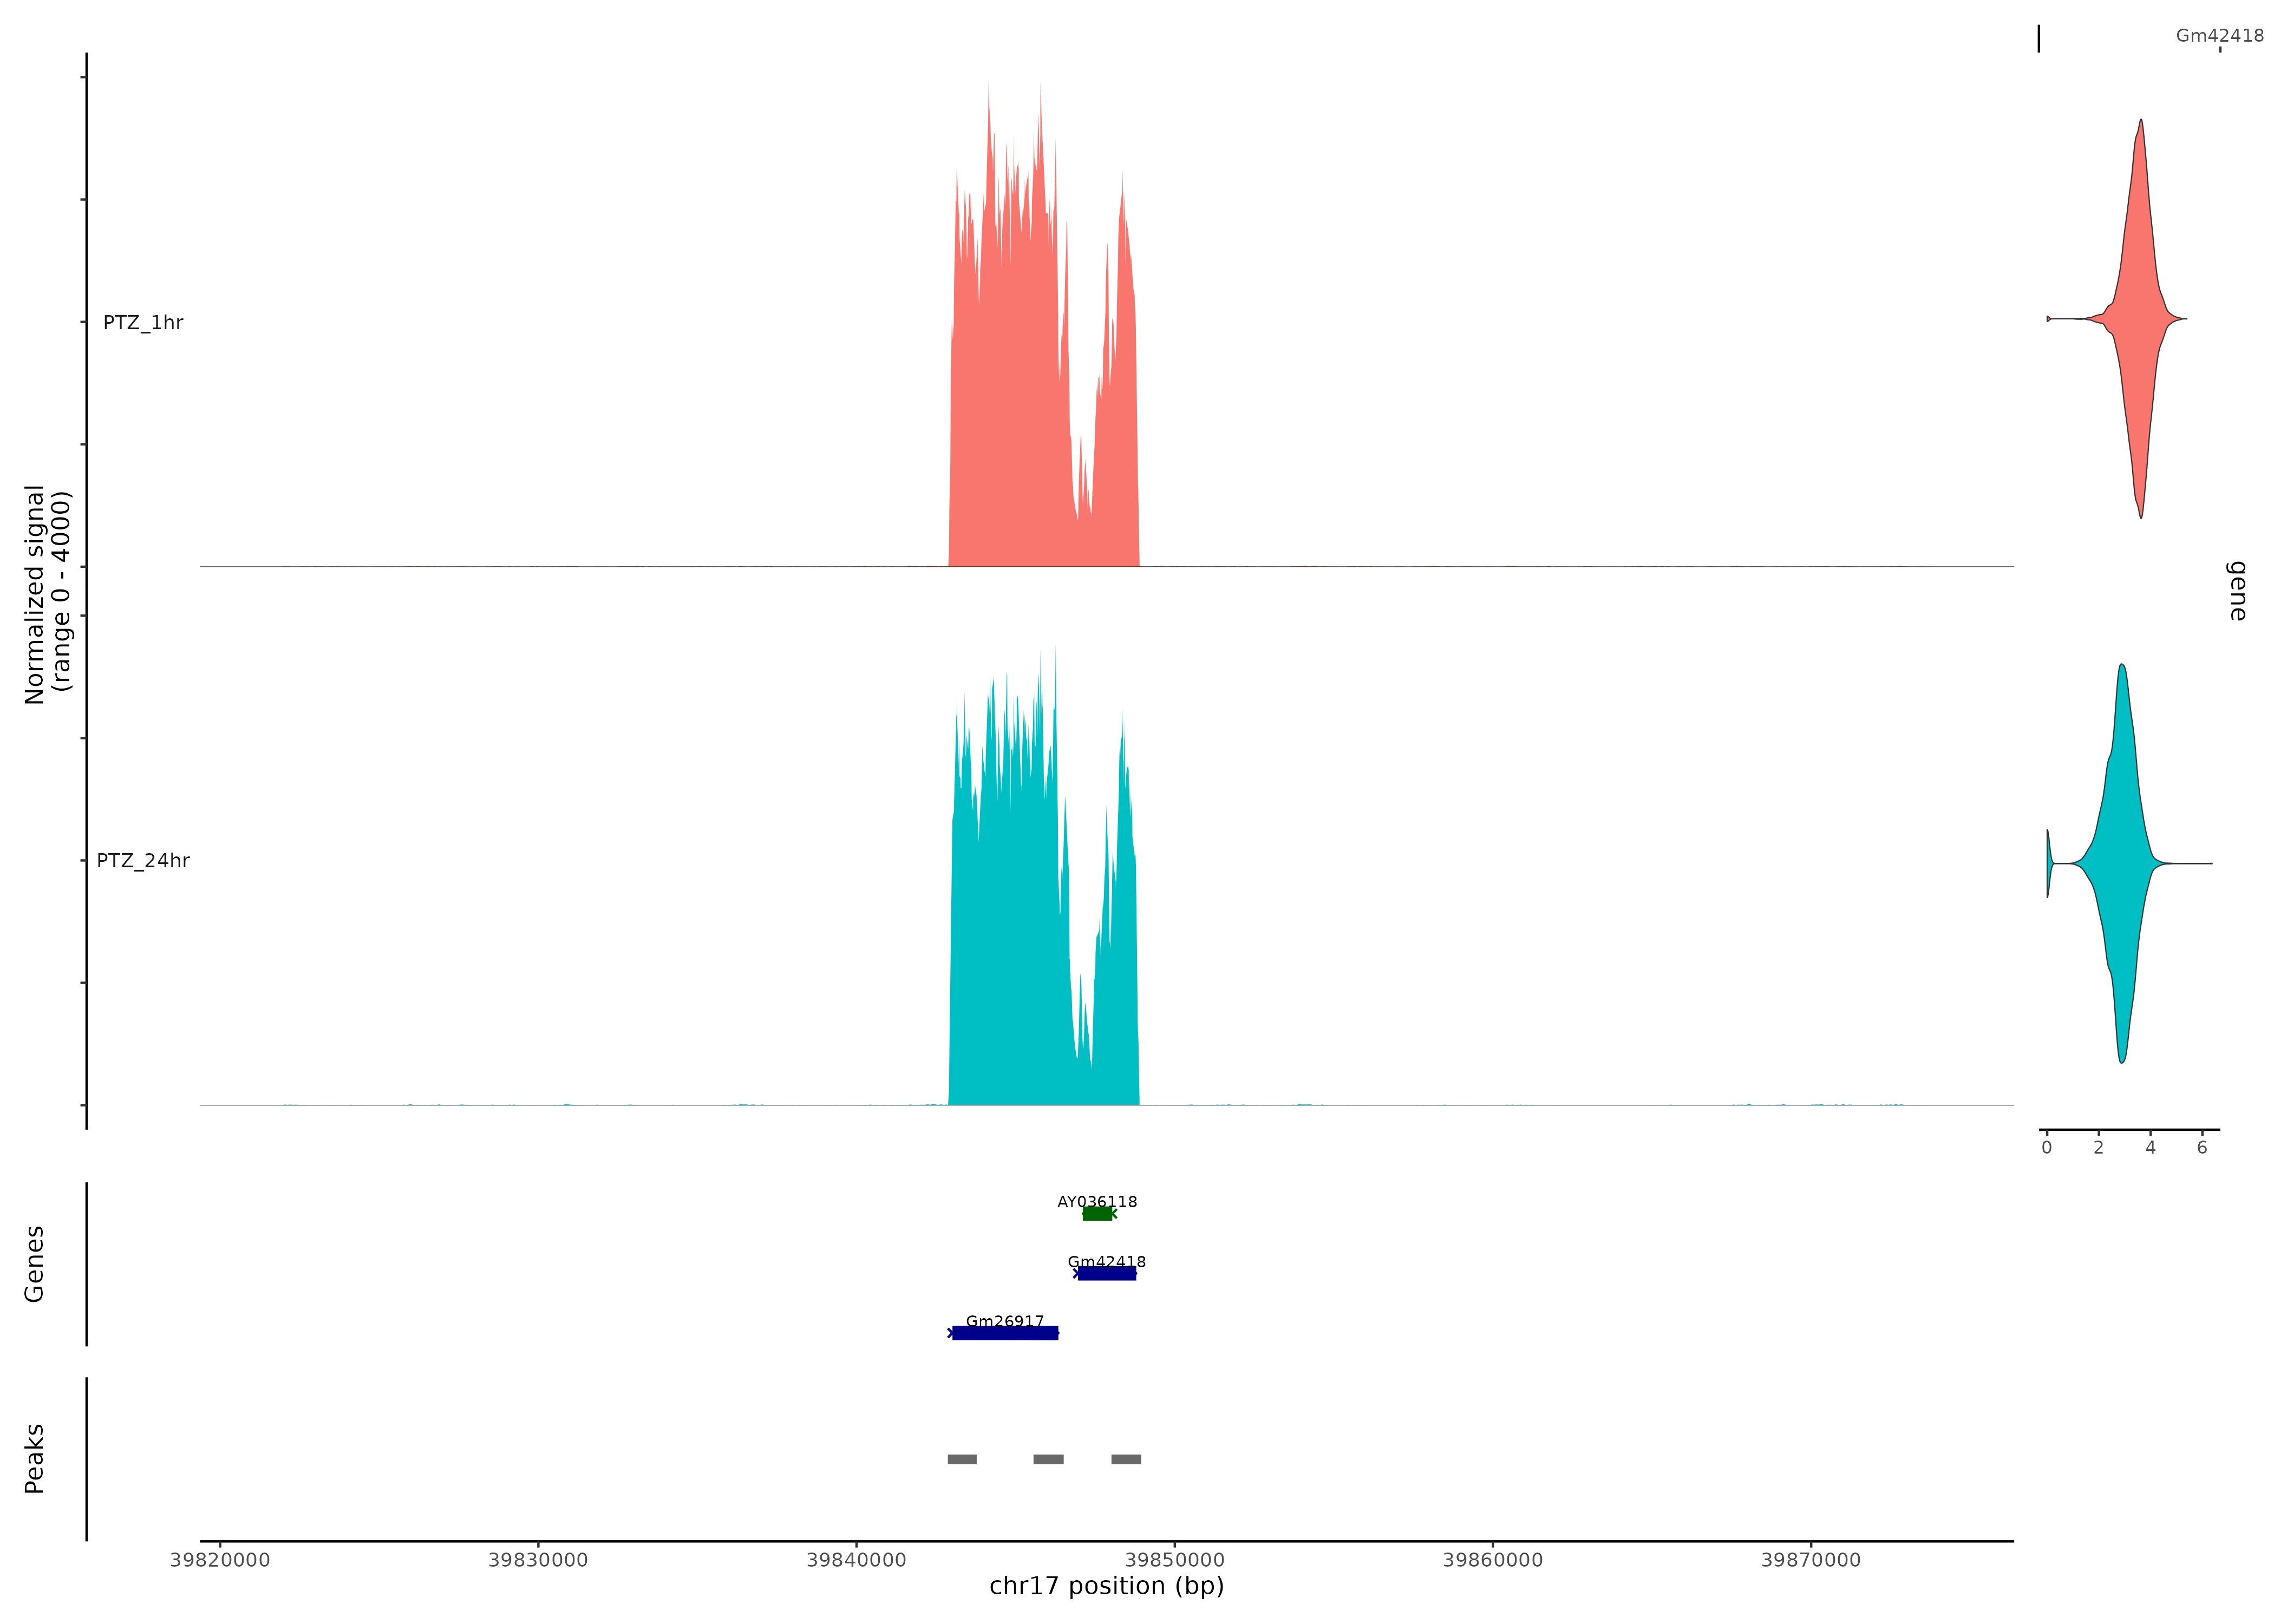 Gm42418
Normalized signal
(range 0 - 4000)
PTZ_1hr
PTZ_24hr
gene
0 2 4 6
Genes
AY036118
Gm42418
Gm26917
Peaks
39820000 39830000 39840000 39850000 39860000 39870000
chr17 position (bp)